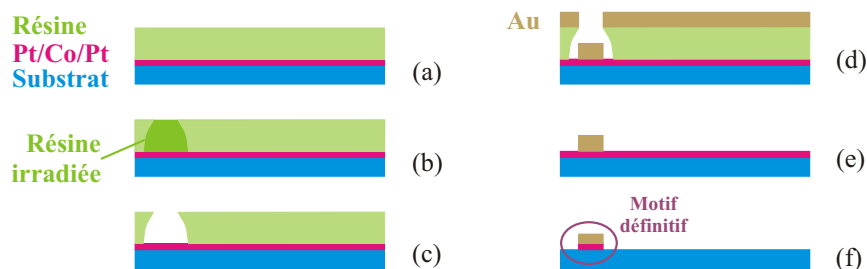 Résine
Pt/Co/Pt
Substrat
(a)
Résine
irradiée
(b)
(c)
Au
(d)
(e)
Motif
définitif
(f)